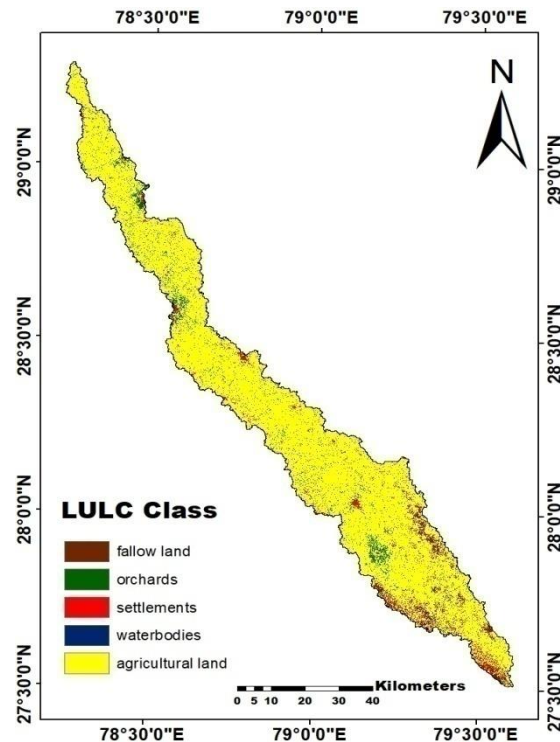 78°30'0"E 79°0'0"E 79°30'0"E
N
29°0'0"N 29°0'0"N
28°30'0"N 28°30'0"N
28°0'0"N 28°0'0"N
27°30'0"N 27°30'0"N
LULC Class
fallow land
orchards
settlements
waterbodies
agricultural land
Kilometers
0 5 10 20 30 40
78°30'0"E 79°0'0"E 79°30'0"E